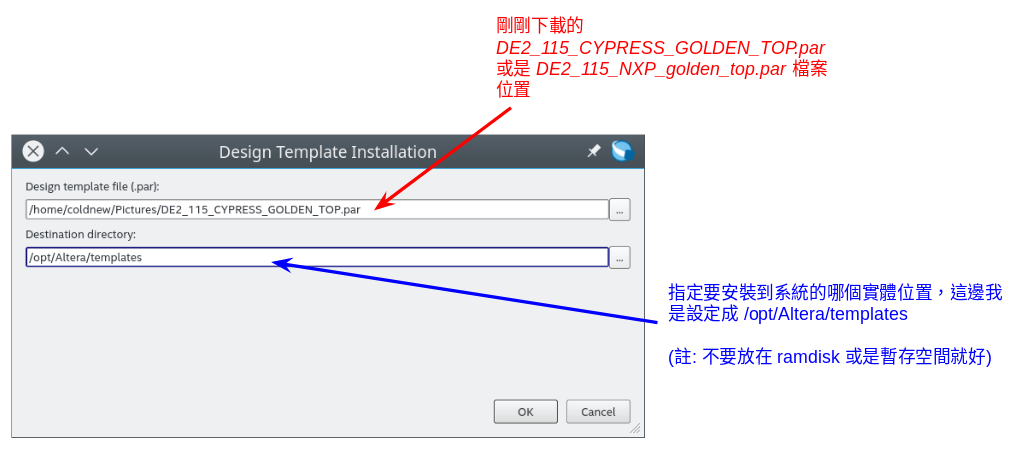 剛剛下載的
DE2_115_CYPRESS_GOLDEN_TOP.par
或是 DE2_115_NXP_golden_top.par 檔案
位置
Design Template Installation
Design template file (.par):
/home/coldnew/Pictures/DE2_115_CYPRESS_GOLDEN_TOP.par
...
Destination directory:
/opt/Altera/templates
...
指定要安裝到系統的哪個實體位置，這邊我
是設定成 /opt/Altera/templates
(註: 不要放在 ramdisk 或是暫存空間就好)
OK
Cancel